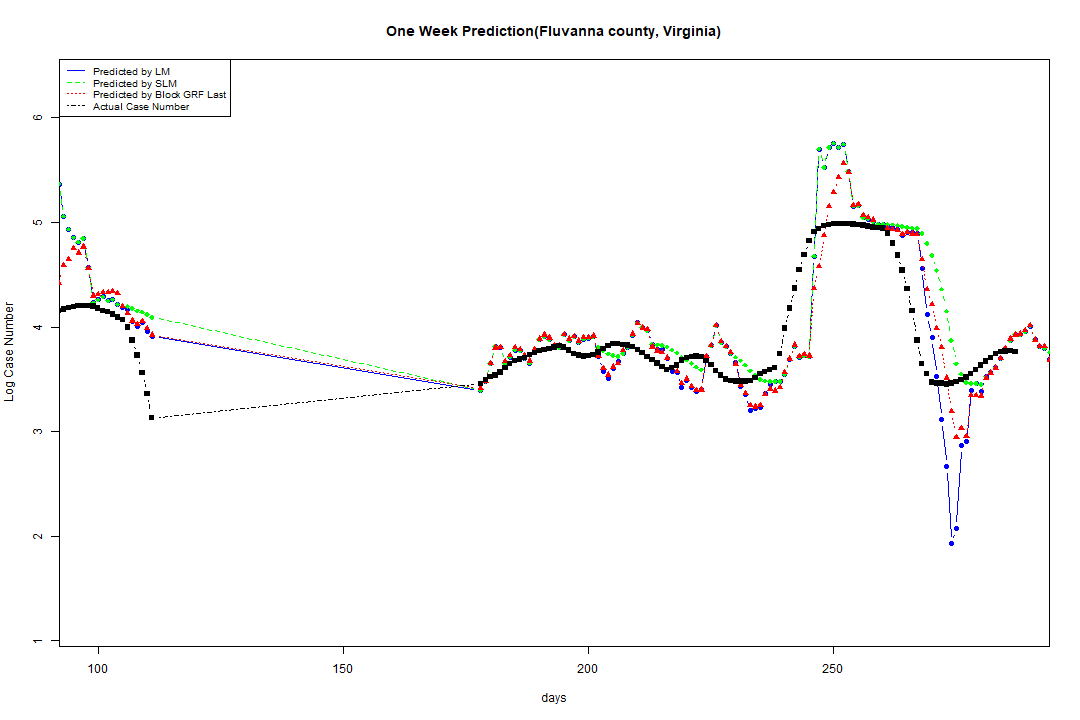 One Week Prediction(Fluvanna county, Virginia)
Predicted by LM
Predicted by SLM
Predicted by Block GRF Last
Actual Case Number
6
5
4
3
2
1
Log Case Number
100 150 200 250
days